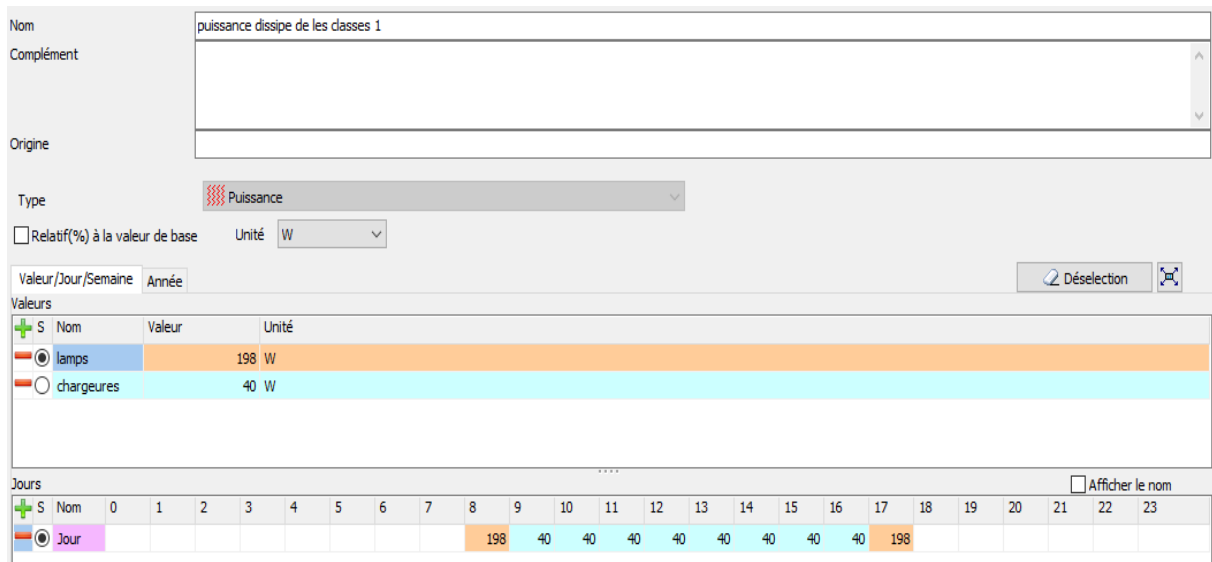 Nom puissance dissipe de les classes 1
Complément
Origine
Type Puissance
Relatif(%) à la valeur de base Unité W
Valeur/Jour/Semaine Année Déselection
Valeurs
S Nom Valeur Unité
lamps 198 W
chargeures 40 W
Jours Afficher le nom
S Nom 0 1 2 3 4 5 6 7 8 9 10 11 12 13 14 15 16 17 18 19 20 21 22 23
Jour 198 40 40 40 40 40 40 40 40 198